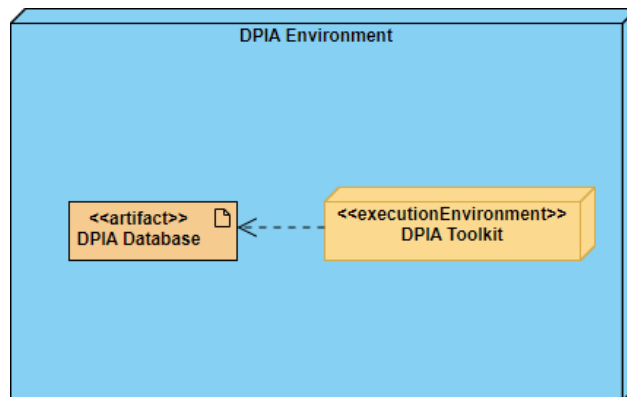 DPIA Environment
<<artifact>>
DPIA Database
<<executionEnvironment>>
DPIA Toolkit